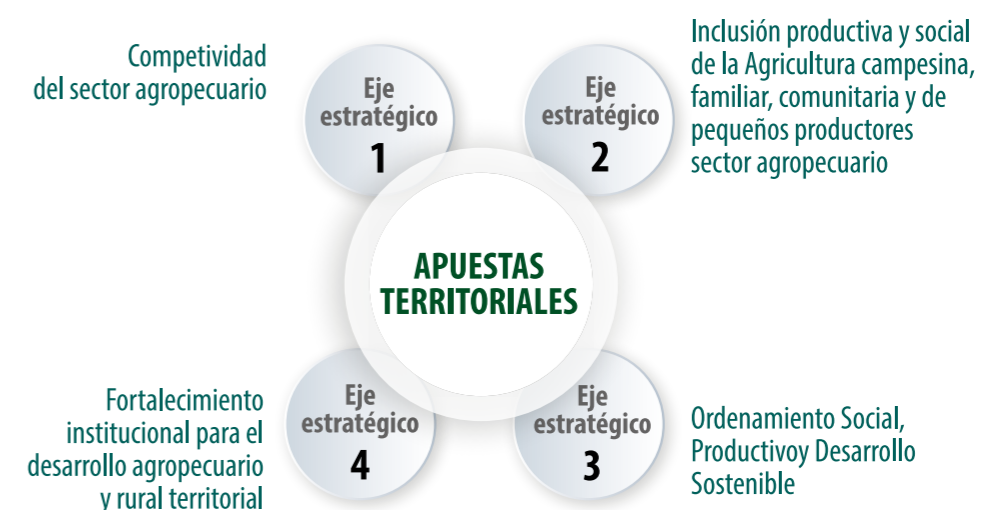 Competividad
del sector agropecuario
Eje
estratégico
1
Eje
estratégico
2
Inclusión productiva y social
de la Agricultura campesina,
familiar, comunitaria y de
pequeños productores
sector agropecuario
APUESTAS
TERRITORIALES
Fortalecimiento
institucional para el
desarrollo agropecuario
y rural territorial
Eje
estratégico
4
Eje
estratégico
3
Ordenamiento Social,
Productivoy Desarrollo
Sostenible